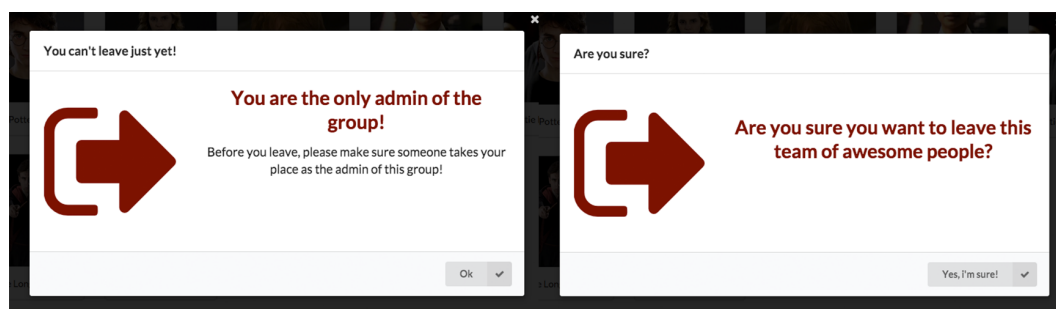 You can't leave just yet!
You are the only admin of the
group!
Before you leave, please make sure someone takes your
place as the admin of this group!
Ok
Are you sure?
Are you sure you want to leave this
team of awesome people?
Yes, i'm sure!